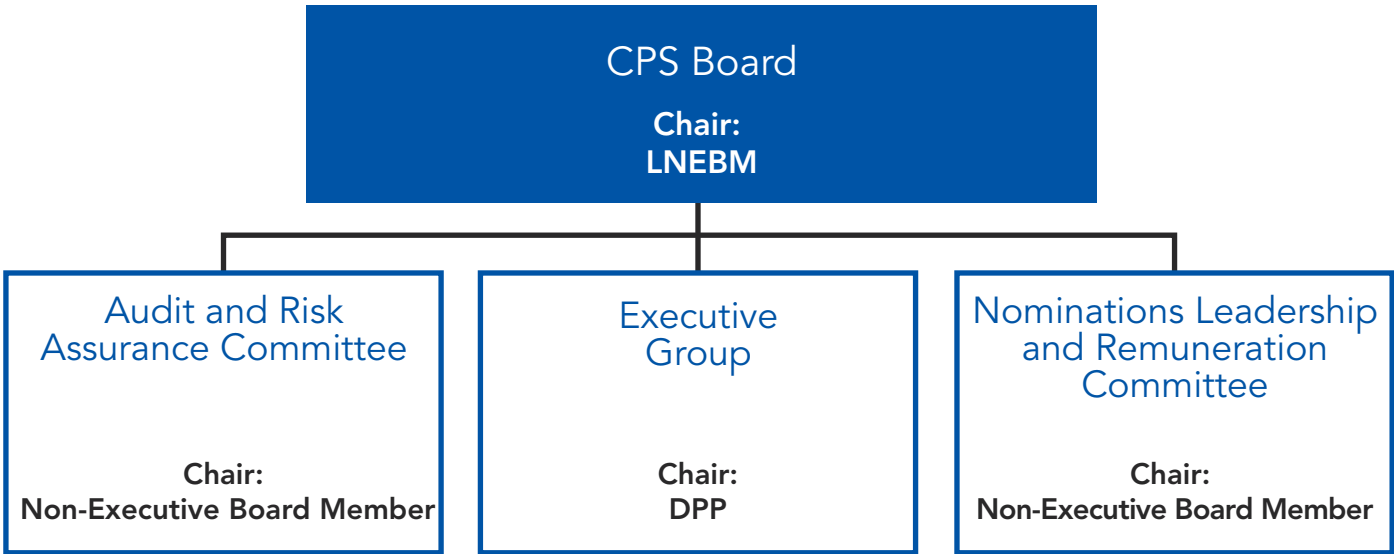 CPS Board
Chair:
LNEBM
Audit and Risk
Assurance Committee
Chair:
Non-Executive Board Member
Executive
Group
Chair:
DPP
Nominations Leadership
and Remuneration
Committee
Chair:
Non-Executive Board Member